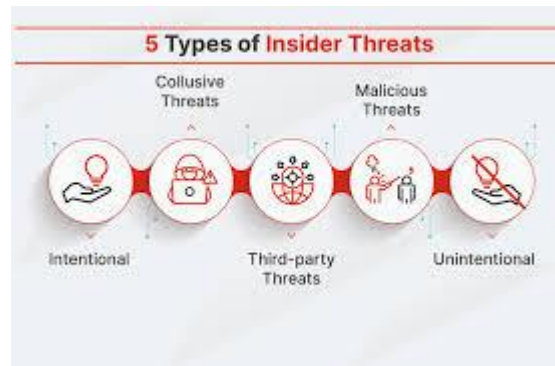 5 Types of Insider Threats
Collusive
Threats
Malicious
Threats
Intentional
Third-party
Threats
Unintentional